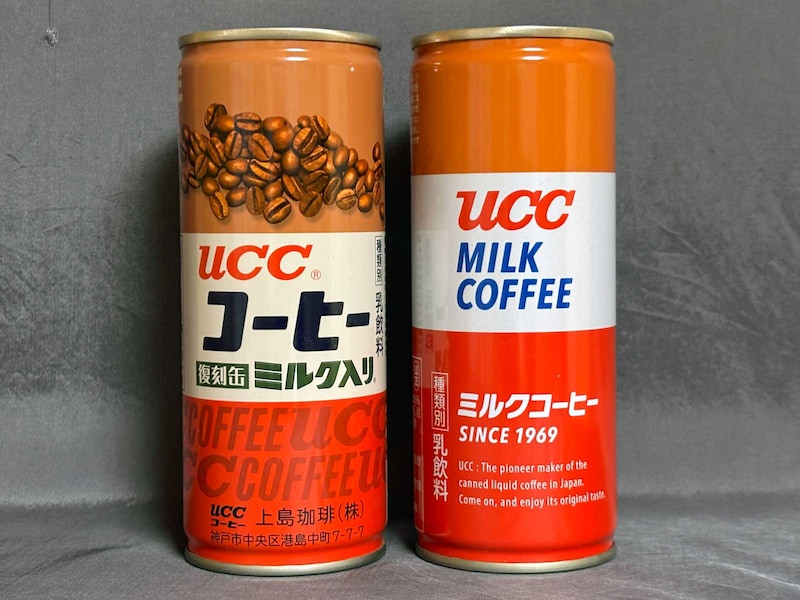 UCC®
コーヒー
復刻缶 ミルク入り
種類別 乳飲料
COFFEE UCC
CC COFFEE UC
UCC
コーヒー
上島珈琲(株)
神戸市中央区港島中町7-7-7
UCC
MILK
COFFEE
種類別 乳飲料
ミルクコーヒー
SINCE 1969
UCC : The pioneer maker of the
canned liquid coffee in Japan.
Come on, and enjoy its original taste.